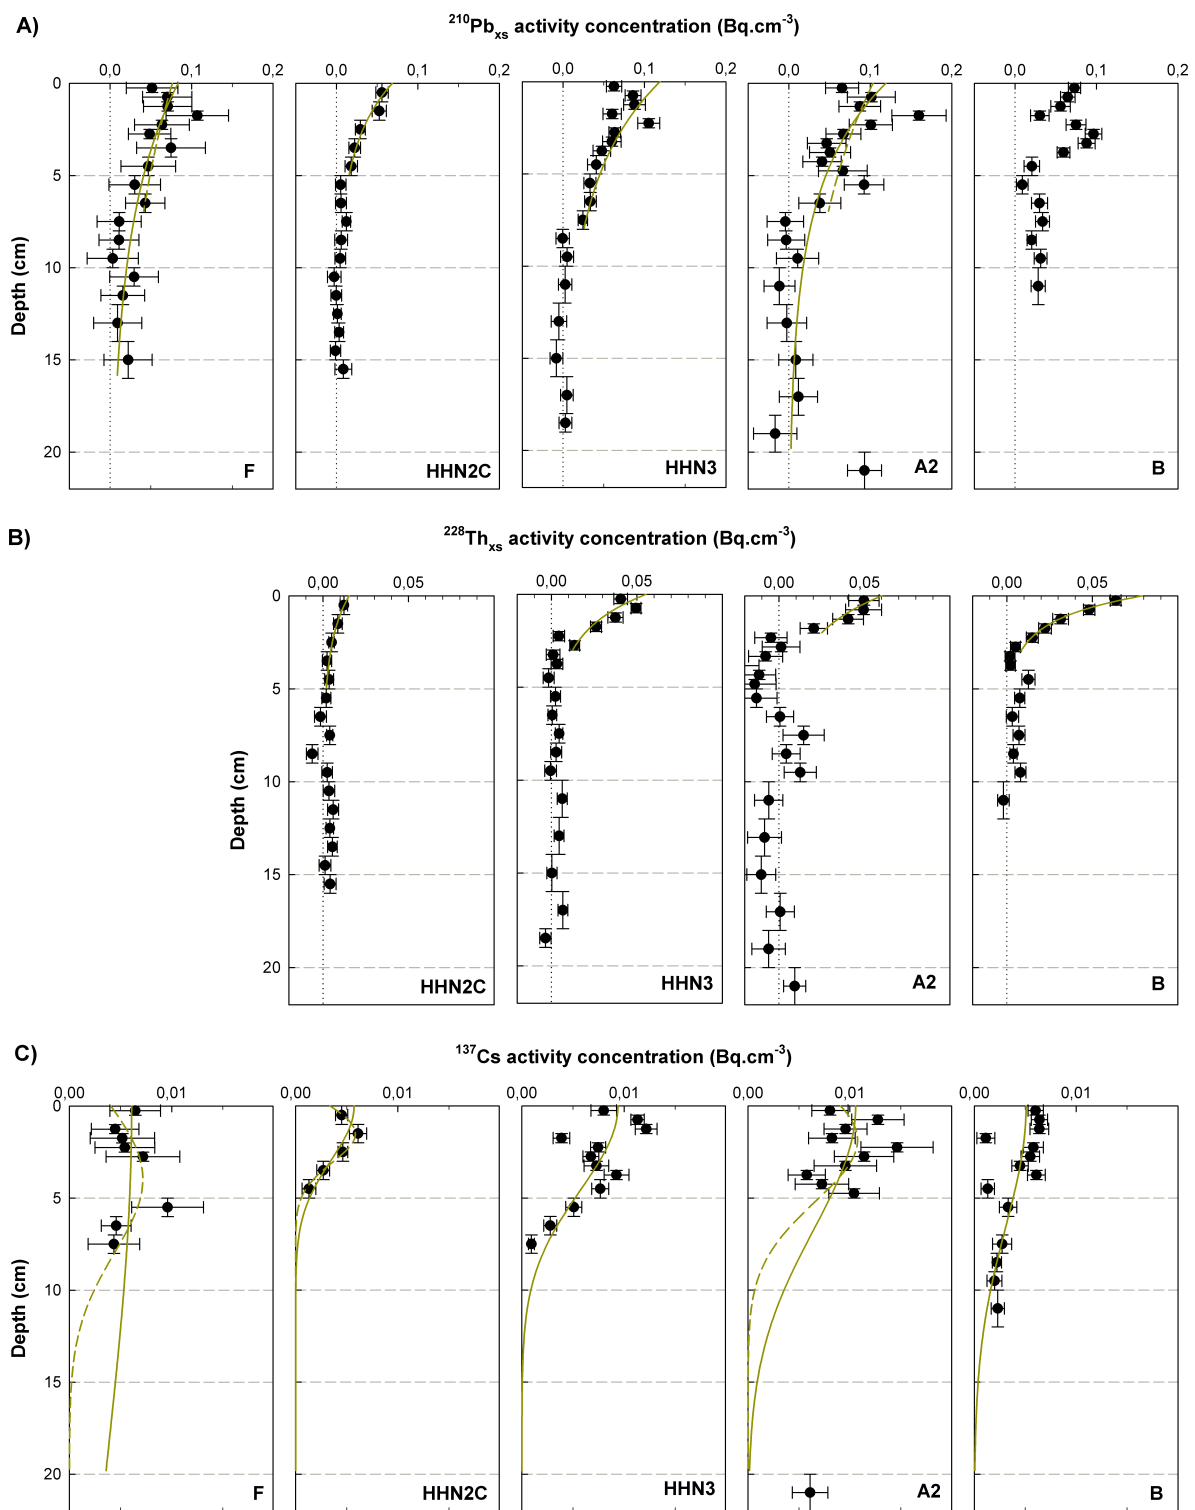 A)
²¹⁰Pbₓₛ activity concentration (Bq.cm⁻³)
0,0 0,1 0,2 0,0 0,1 0,0 0,1 0,0 0,1 0,2 0,0 0,1 0,2
0
5
10
15
20
Depth (cm)
F HHN2C HHN3 A2 B
B)
²²⁸Thₓₛ activity concentration (Bq.cm⁻³)
0,00 0,05 0,00 0,05 0,00 0,05 0,00 0,05
0
5
10
15
20
Depth (cm)
HHN2C HHN3 A2 B
C)
¹³⁷Cs activity concentration (Bq.cm⁻³)
0,00 0,01 0,00 0,01 0,00 0,01 0,00 0,01 0,00 0,01
0
5
10
15
20
Depth (cm)
F HHN2C HHN3 A2 B